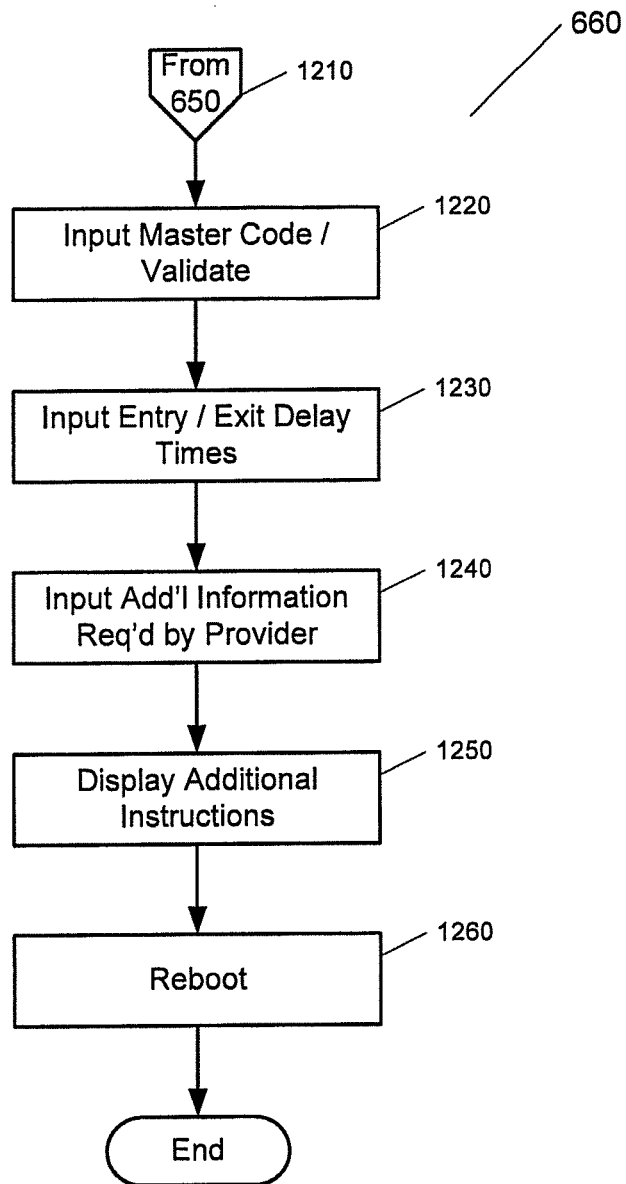 660
From
650
1210
1220
Input Master Code /
Validate
1230
Input Entry / Exit Delay
Times
1240
Input Add'l Information
Req'd by Provider
1250
Display Additional
Instructions
1260
Reboot
End